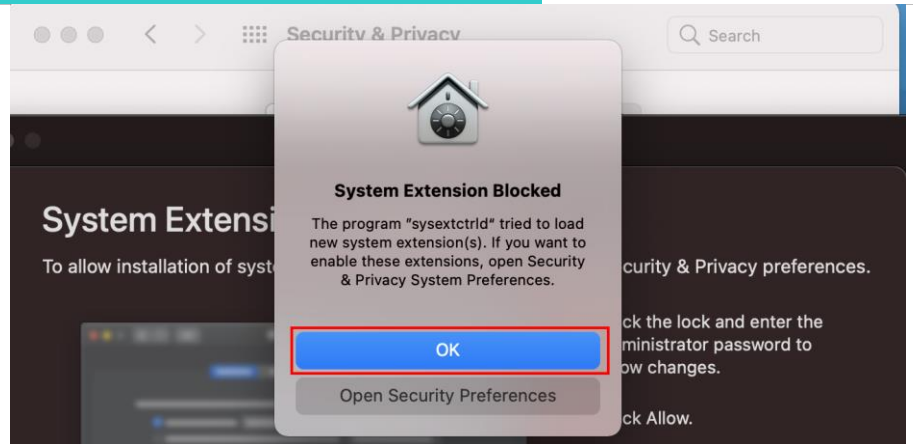 Security & Privacy
Search
System Extension Blocked
The program "sysextctrld" tried to load
new system extension(s). If you want to
enable these extensions, open Security
& Privacy System Preferences.
OK
Open Security Preferences
System Extensi
To allow installation of syst
curity & Privacy preferences.
ck the lock and enter the
ministrator password to
ow changes.
ck Allow.